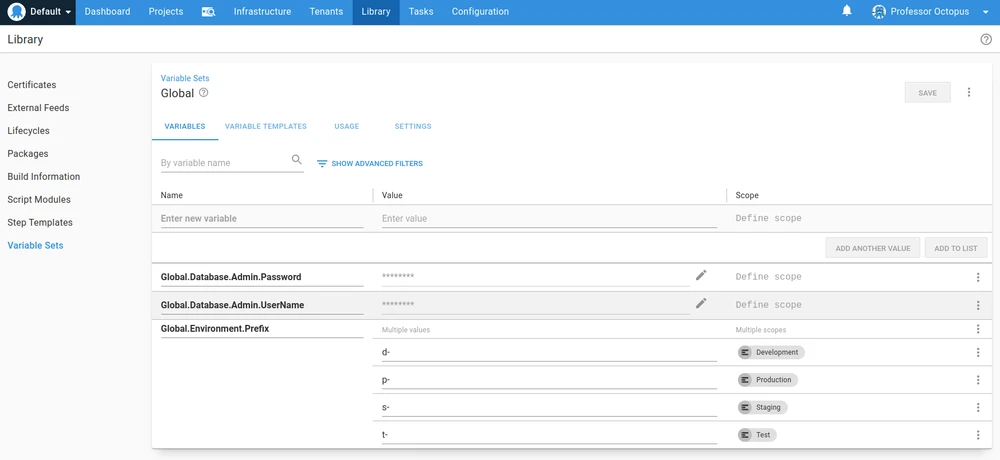 Default Dashboard Projects Infrastructure Tenants Library Tasks Configuration Professor Octopus
Library
Certificates
External Feeds
Lifecycles
Packages
Build Information
Script Modules
Step Templates
Variable Sets
Variable Sets
Global
SAVE
VARIABLES VARIABLE TEMPLATES USAGE SETTINGS
By variable name SHOW ADVANCED FILTERS
Name Value Scope
Enter new variable Enter value Define scope
ADD ANOTHER VALUE ADD TO LIST
Global.Database.Admin.Password ******** Define scope
Global.Database.Admin.UserName ******** Define scope
Global.Environment.Prefix Multiple values Multiple scopes
d- Development
p- Production
s- Staging
t- Test